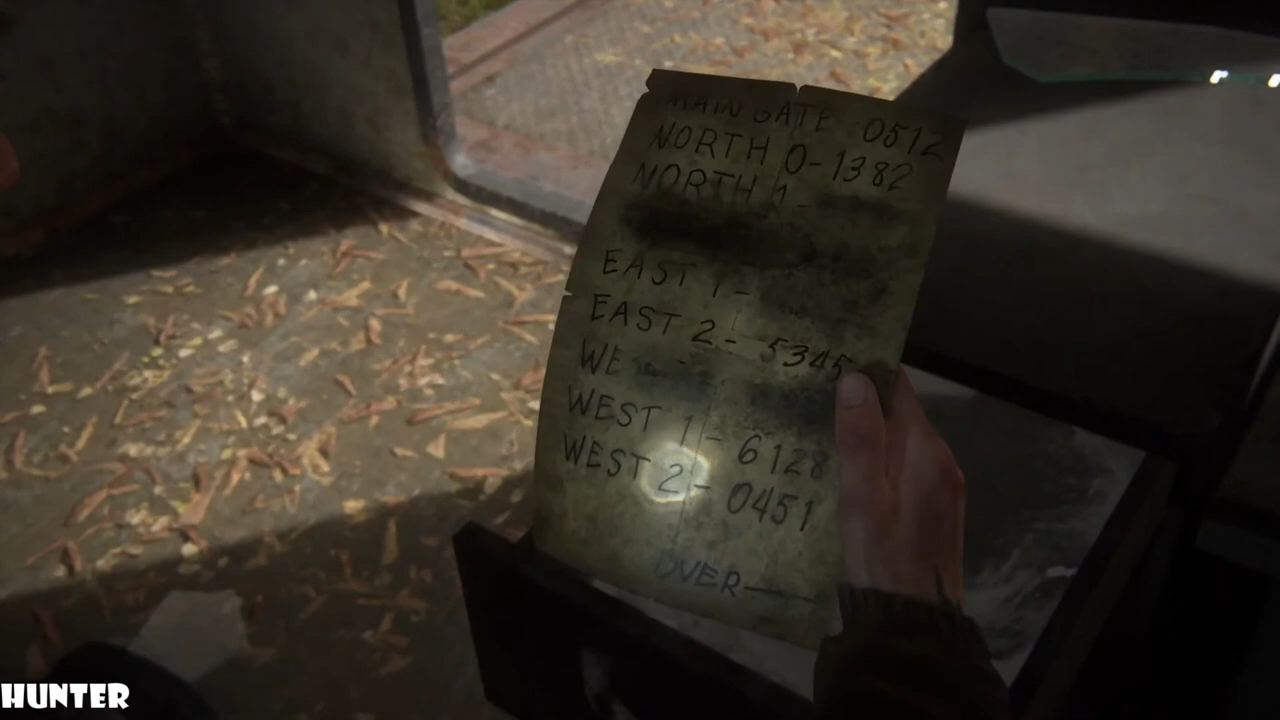 MAIN GATE 0512
NORTH 0-1382
NORTH 1-
EAST 1-
EAST 2- 5345
WE
WEST 1- 6128
WEST 2- 0451
OVER—
HUNTER